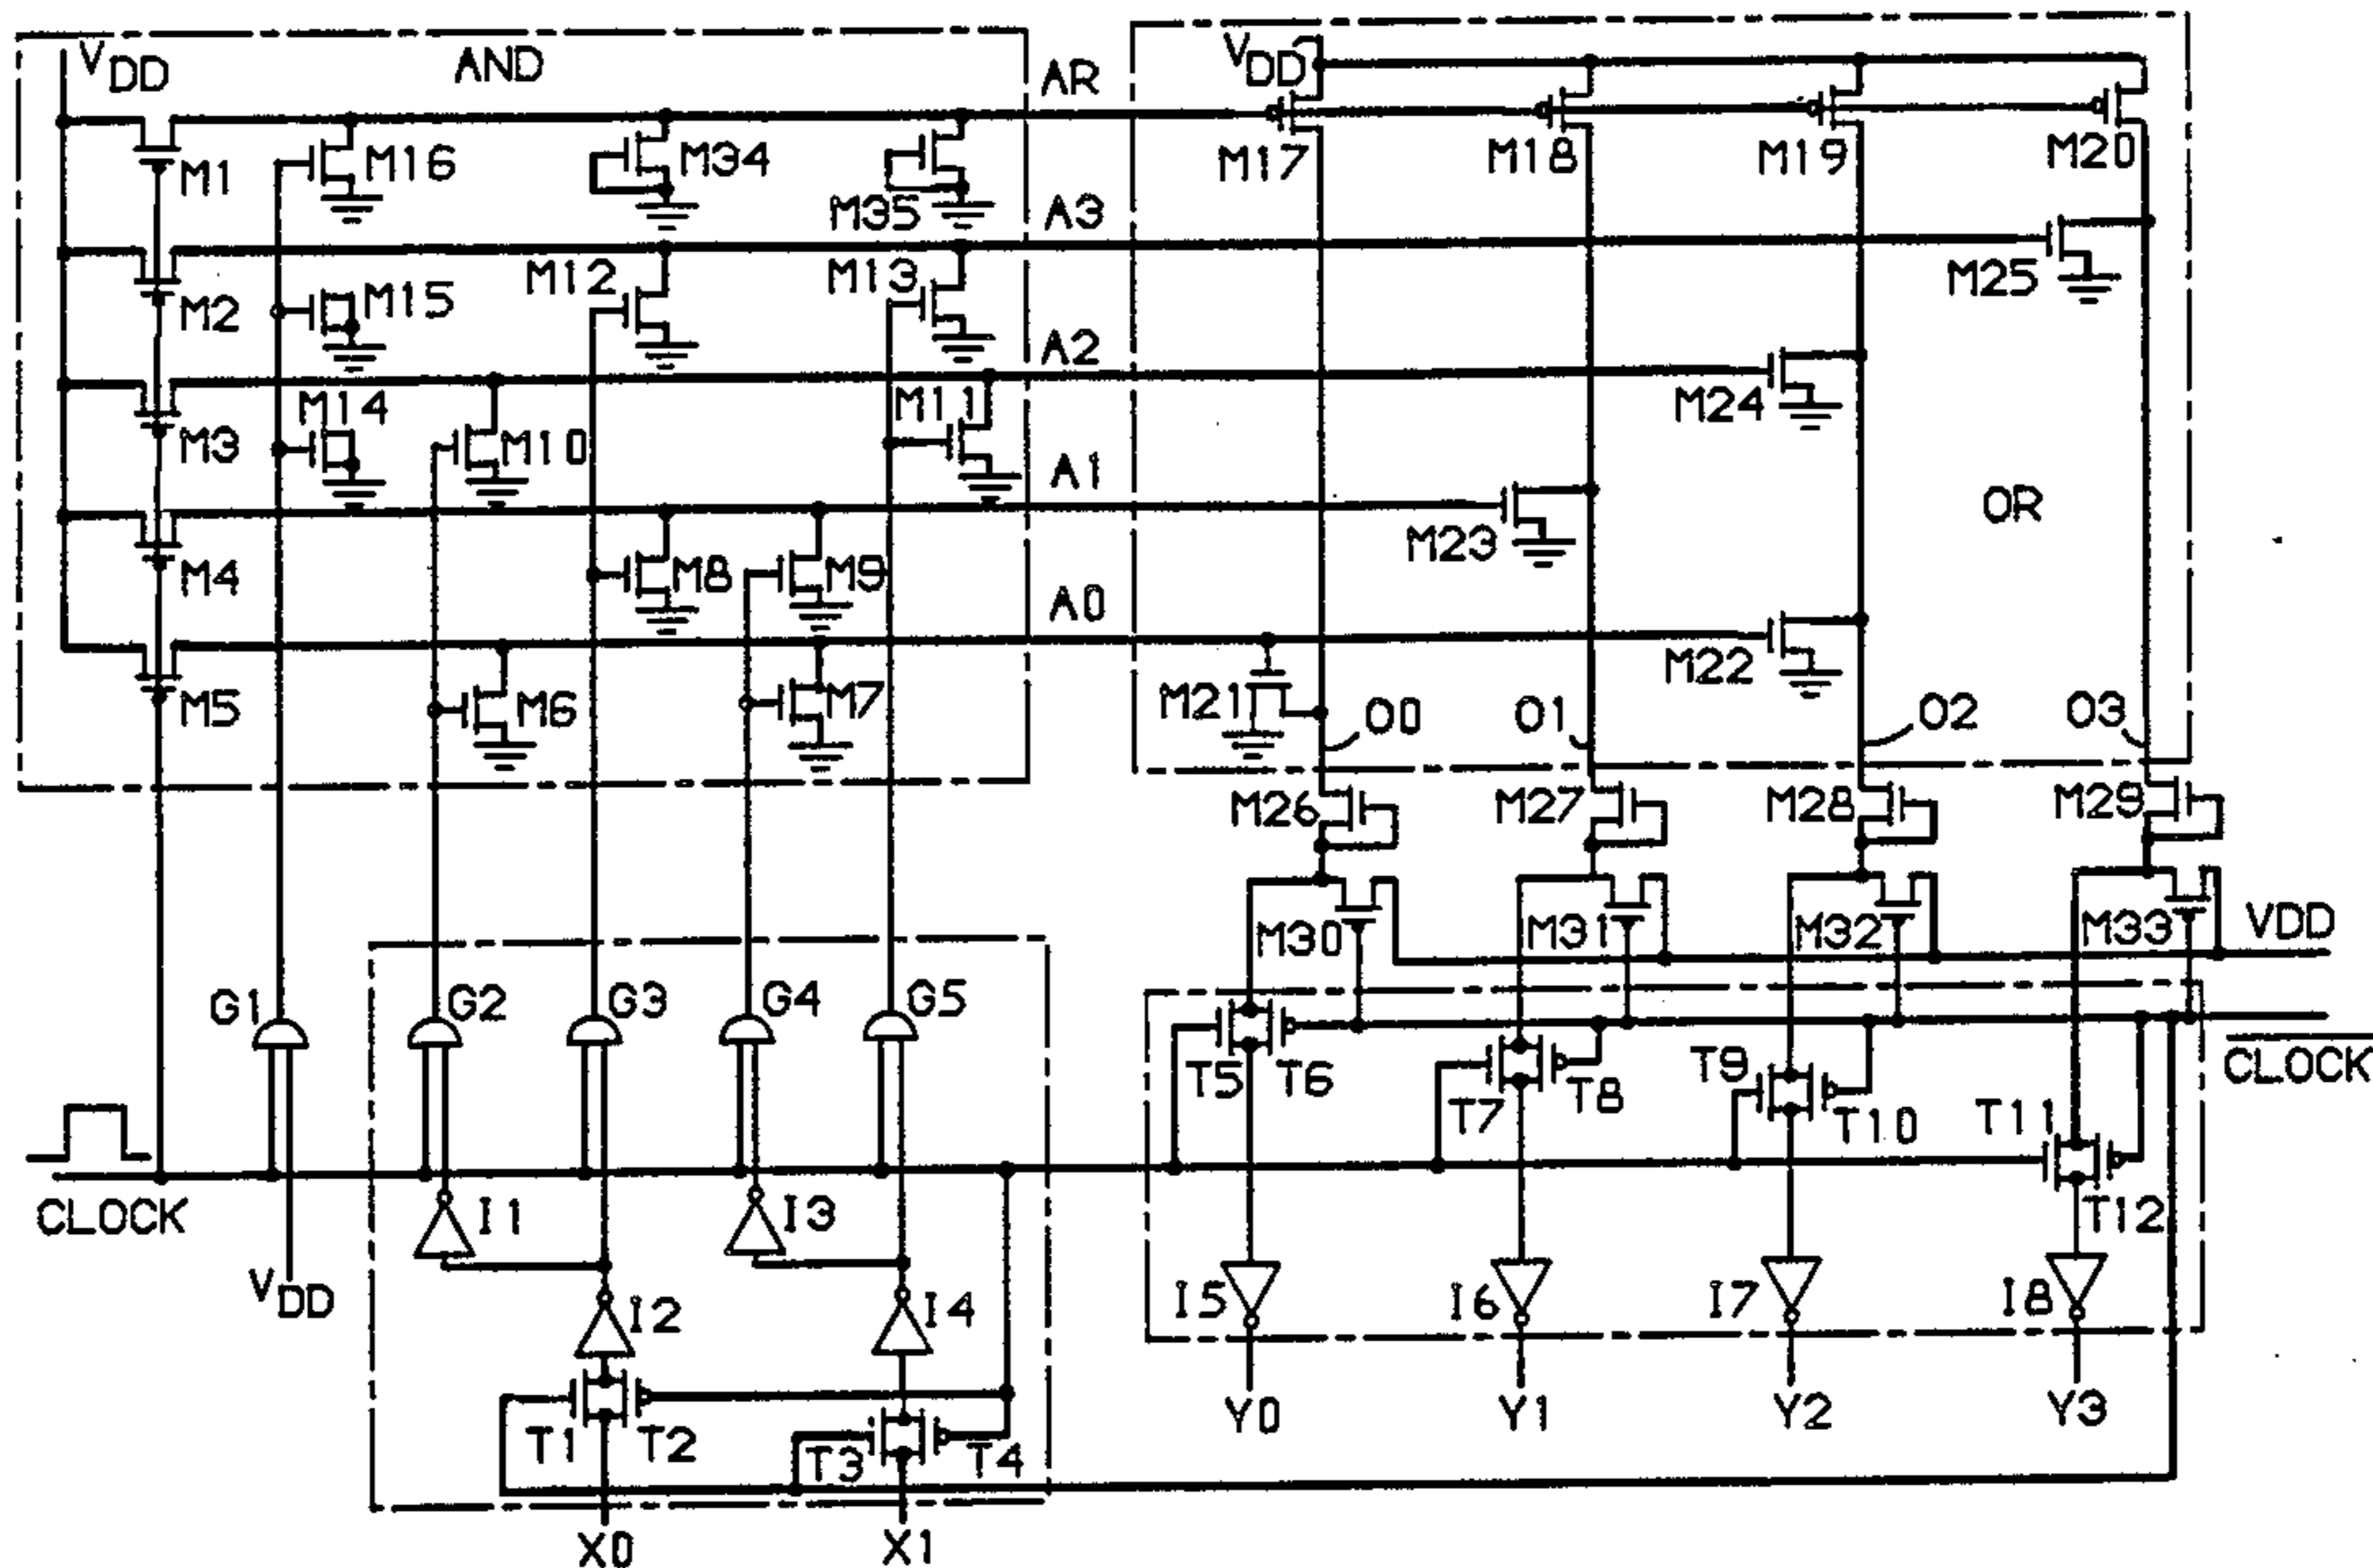 VDD AND AR VDD
M1 M16 M34 M35 M17 M18 M19 M20
A3
M2 M15 M12 M13 M25
A2
M3 M14 M10 M11 M24
A1
OR
M4 M8 M9 M23
A0
M5 M6 M7 M21 M22
O0 O1 O2 O3
M26 M27 M28 M29
M30 M31 M32 M33 VDD
G1 G2 G3 G4 G5
T5 T6 T7 T8 T9 T10 T11 T12
CLOCK
CLOCK
I1 I3
VDD
I2 I4 I5 I6 I7 I8
T1 T2 T3 T4
Y0 Y1 Y2 Y3
X0 X1